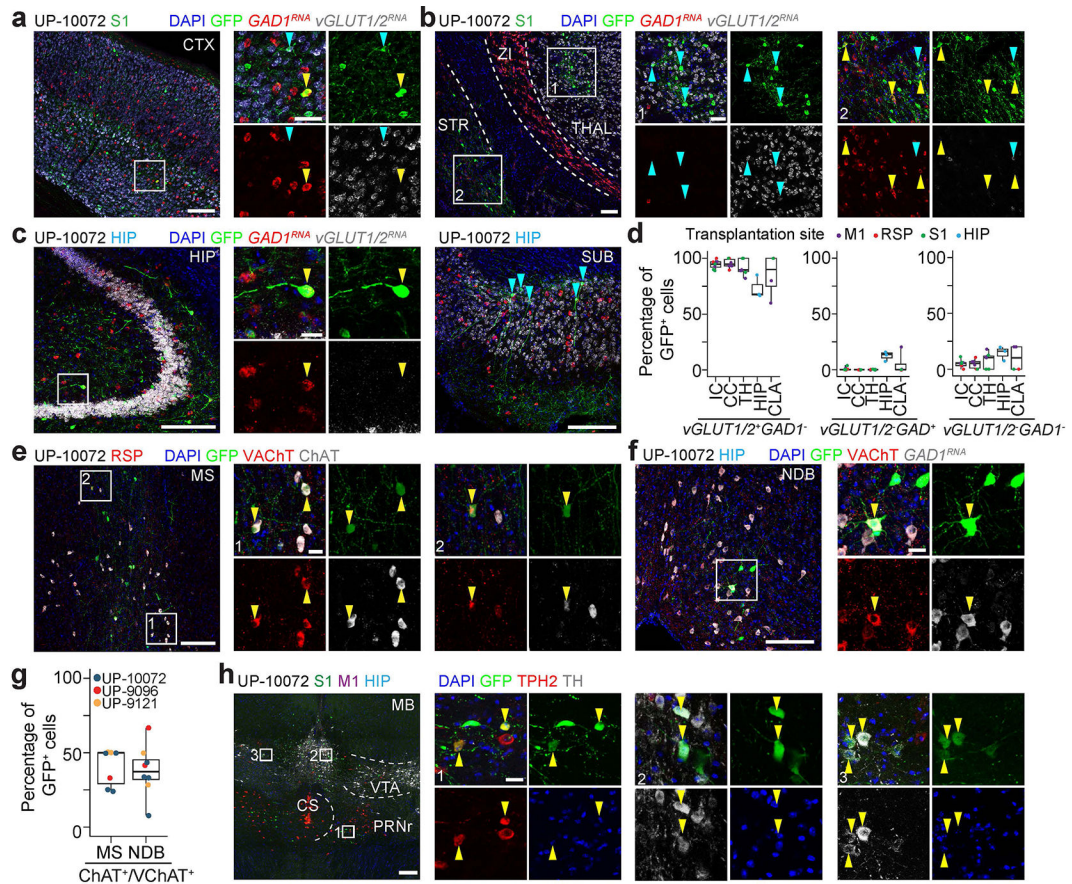 a UP-10072 S1 DAPI GFP GAD1RNA vGLUT1/2RNA
CTX
b UP-10072 S1 DAPI GFP GAD1RNA vGLUT1/2RNA
ZI
1
THAL
STR
2
1
2
c UP-10072 HIP DAPI GFP GAD1RNA vGLUT1/2RNA UP-10072 HIP
HIP
SUB
d Transplantation site M1 RSP S1 HIP
Percentage of
GFP+ cells
100
50
0
IC CC TH HIP CLA
vGLUT1/2+GAD1-
100
50
0
IC CC TH HIP CLA
vGLUT1/2-GAD+
100
50
0
IC CC TH HIP CLA
vGLUT1/2-GAD1-
e UP-10072 RSP DAPI GFP VAChT ChAT
MS
2
1
1
2
f UP-10072 HIP DAPI GFP VAChT GAD1RNA
NDB
g
UP-10072
UP-9096
UP-9121
Percentage of
GFP+ cells
100
50
0
MS NDB
ChAT+/VChAT+
h UP-10072 S1 M1 HIP DAPI GFP TPH2 TH
MB
3
2
VTA
CS
PRNr
1
1
2
3